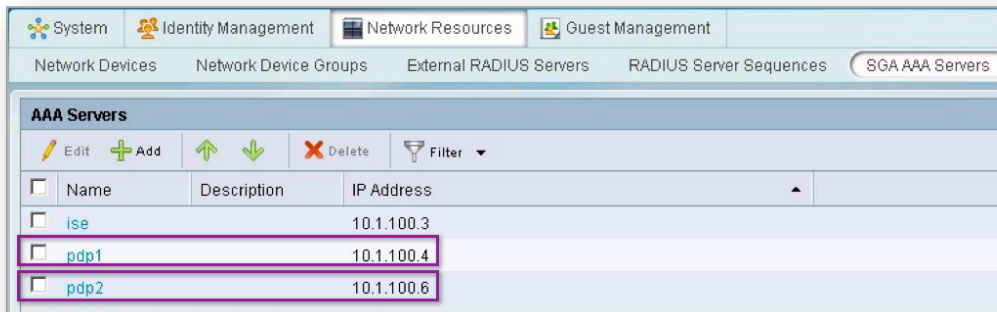 System Identity Management Network Resources Guest Management
Network Devices Network Device Groups External RADIUS Servers RADIUS Server Sequences SGA AAA Servers
AAA Servers
Edit Add Delete Filter
Name Description IP Address
ise 10.1.100.3
pdp1 10.1.100.4
pdp2 10.1.100.6